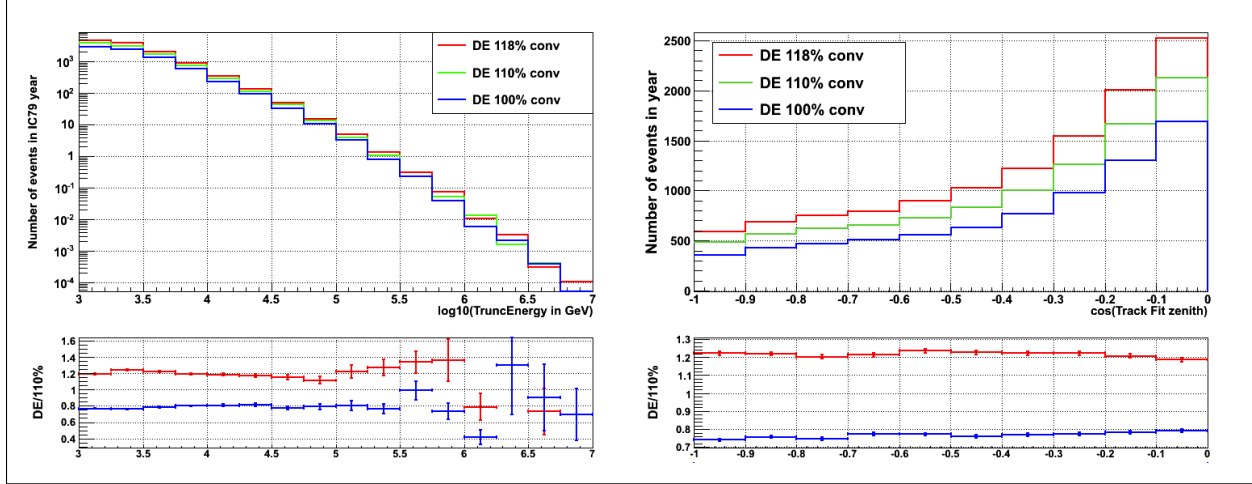 DE 118% conv
DE 110% conv
DE 100% conv
Number of events in IC79 year
10³
10²
10
1
10⁻¹
10⁻²
10⁻³
10⁻⁴
3 3.5 4 4.5 5 5.5 6 6.5 7
log10(TruncEnergy in GeV)
DE 118% conv
DE 110% conv
DE 100% conv
Number of events in year
2500
2000
1500
1000
500
0
-1 -0.9 -0.8 -0.7 -0.6 -0.5 -0.4 -0.3 -0.2 -0.1 0
cos(Track Fit zenith)
DE/110%
1.6
1.4
1.2
1
0.8
0.6
0.4
3 3.5 4 4.5 5 5.5 6 6.5 7
DE/110%
1.3
1.2
1.1
1
0.9
0.8
0.7
-1 -0.9 -0.8 -0.7 -0.6 -0.5 -0.4 -0.3 -0.2 -0.1 0